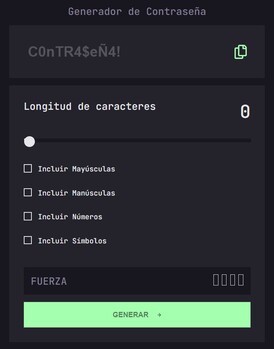 Generador de Contraseña
C0nTR4$eÑ4!
Longitud de caracteres
0
Incluir Mayúsculas
Incluir Manúsculas
Incluir Números
Incluir Símbolos
FUERZA
GENERAR